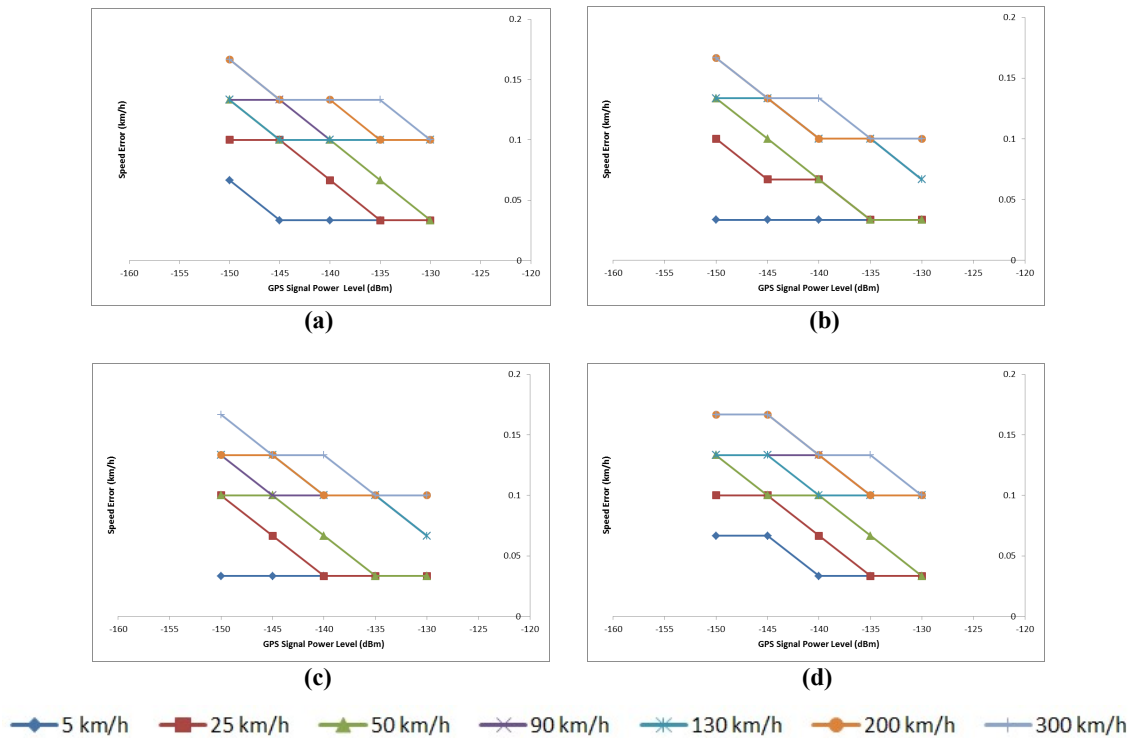 0.2
0.15
0.1
0.05
0
Speed Error (km/h)
-160 -155 -150 -145 -140 -135 -130 -125 -120
GPS Signal Power Level (dBm)
(a)
0.2
0.15
0.1
0.05
0
Speed Error (km/h)
-160 -155 -150 -145 -140 -135 -130 -125 -120
GPS Signal Power Level (dBm)
(b)
0.2
0.15
0.1
0.05
0
Speed Error (km/h)
-160 -155 -150 -145 -140 -135 -130 -125 -120
GPS Signal Power Level (dBm)
(c)
0.2
0.15
0.1
0.05
0
Speed Error (km/h)
-160 -155 -150 -145 -140 -135 -130 -125 -120
GPS Signal Power Level (dBm)
(d)
5 km/h 25 km/h 50 km/h 90 km/h 130 km/h 200 km/h 300 km/h